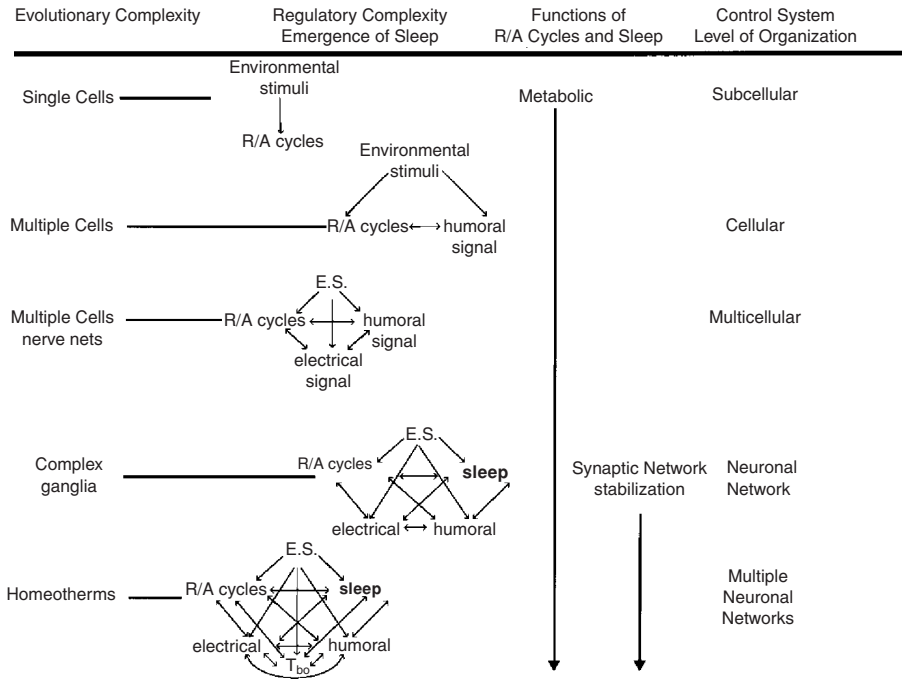 Evolutionary Complexity
Regulatory Complexity
Emergence of Sleep
Functions of
R/A Cycles and Sleep
Control System
Level of Organization
Single Cells
Environmental
stimuli
R/A cycles
Metabolic
Subcellular
Environmental
stimuli
Multiple Cells
R/A cycles
humoral
signal
Cellular
E.S.
Multiple Cells
nerve nets
R/A cycles
humoral
signal
electrical
signal
Multicellular
E.S.
Complex
ganglia
R/A cycles
sleep
electrical
humoral
Synaptic Network
stabilization
Neuronal
Network
E.S.
Homeotherms
R/A cycles
sleep
electrical
humoral
Tbo
Multiple
Neuronal
Networks